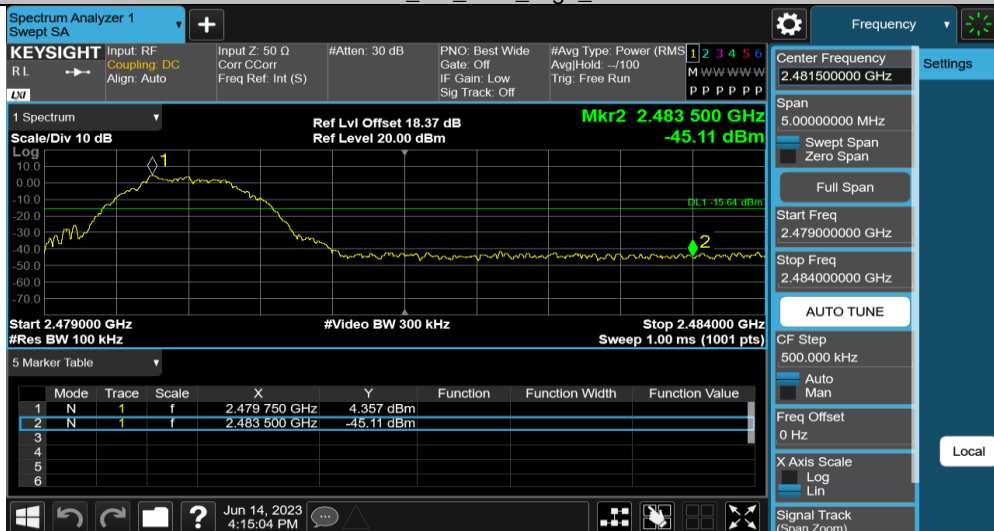 Spectrum Analyzer 1
Swept SA
Frequency
KEYSIGHT
R L
LXI
Input: RF
Coupling: DC
Align: Auto
Input Z: 50 Ω
Corr CCorr
Freq Ref: Int (S)
#Atten: 30 dB
PNO: Best Wide
Gate: Off
IF Gain: Low
Sig Track: Off
#Avg Type: Power (RMS
Avg|Hold: --/100
Trig: Free Run
1 2 3 4 5 6
M W W W W W
P P P P P P
1 Spectrum
Scale/Div 10 dB
Ref Lvl Offset 18.37 dB
Ref Level 20.00 dBm
Mkr2 2.483 500 GHz
-45.11 dBm
Log
10.0
0.00
-10.0
-20.0
-30.0
-40.0
-50.0
-60.0
-70.0
1
DL1 -15.64 dBm
2
Start 2.479000 GHz
#Res BW 100 kHz
#Video BW 300 kHz
Stop 2.484000 GHz
Sweep 1.00 ms (1001 pts)
5 Marker Table
Mode Trace Scale X Y Function Function Width Function Value
1 N 1 f 2.479 750 GHz 4.357 dBm
2 N 1 f 2.483 500 GHz -45.11 dBm
3
4
5
6
Jun 14, 2023
4:15:04 PM
Center Frequency
2.481500000 GHz
Span
5.00000000 MHz
Swept Span
Zero Span
Full Span
Start Freq
2.479000000 GHz
Stop Freq
2.484000000 GHz
AUTO TUNE
CF Step
500.000 kHz
Auto
Man
Freq Offset
0 Hz
X Axis Scale
Log
Lin
Signal Track
(Span Zoom)
Settings
Local